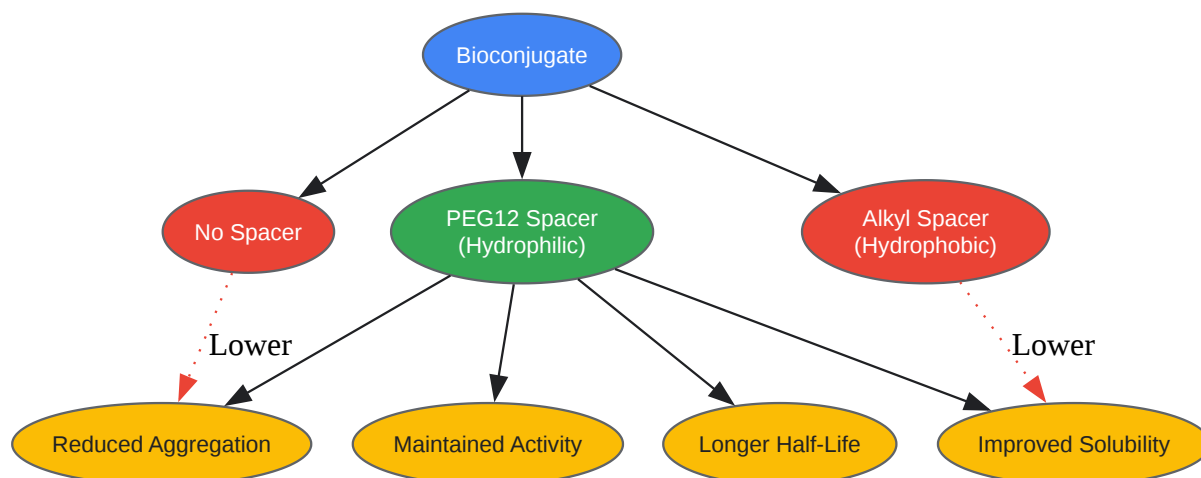 Bioconjugate
No Spacer
PEG12 Spacer
(Hydrophilic)
Alkyl Spacer
(Hydrophobic)
Lower
Lower
Reduced Aggregation
Maintained Activity
Longer Half-Life
Improved Solubility